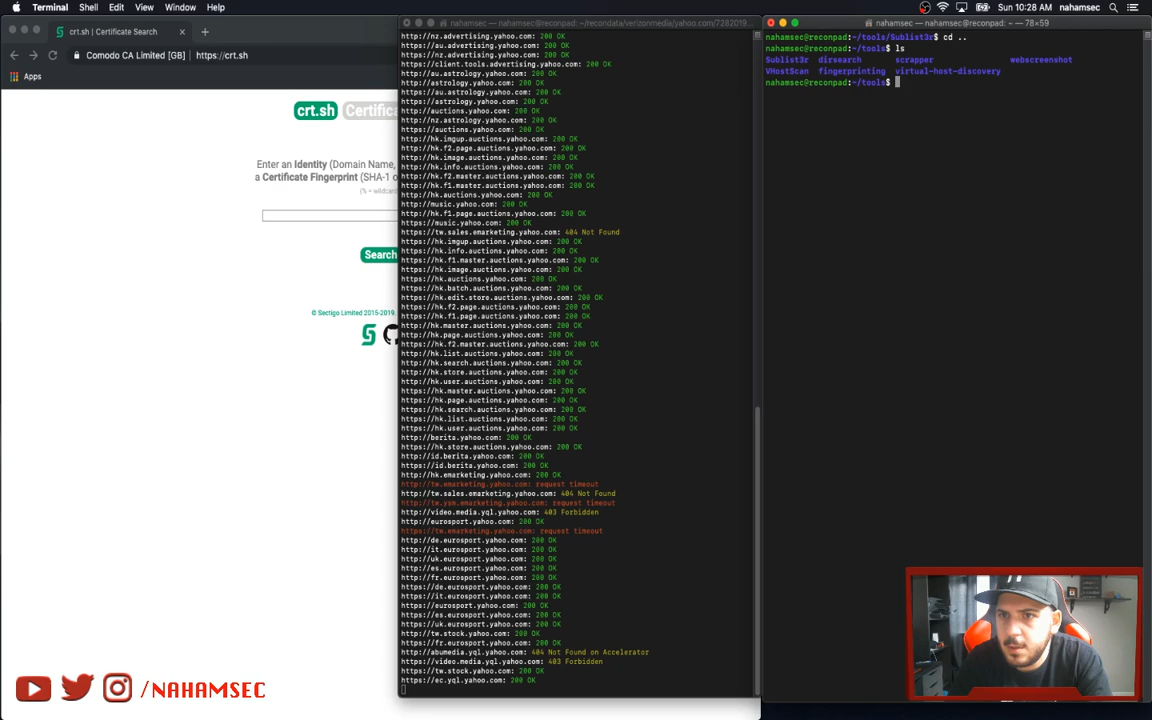 Terminal Shell Edit View Window Help
Sun 10:28 AM nahamsec
crt.sh | Certificate Search
Comodo CA Limited [GB] https://crt.sh
Apps
crt.sh Certific
Enter an Identity (Domain Name,
a Certificate Fingerprint (SHA-1 o
(% = wildcar
Search
© Sectigo Limited 2015-2019.
nahamsec — nahamsec@reconpad: ~/recondata/verizonmedia/yahoo.com/7282019...
http://nz.advertising.yahoo.com: 200 OK
https://au.advertising.yahoo.com: 200 OK
https://nz.advertising.yahoo.com: 200 OK
https://client.tools.advertising.yahoo.com: 200 OK
http://au.astrology.yahoo.com: 200 OK
http://astrology.yahoo.com: 200 OK
https://au.astrology.yahoo.com: 200 OK
https://astrology.yahoo.com: 200 OK
http://auctions.yahoo.com: 200 OK
http://nz.astrology.yahoo.com: 200 OK
https://auctions.yahoo.com: 200 OK
http://hk.imgup.auctions.yahoo.com: 200 OK
http://hk.f2.page.auctions.yahoo.com: 200 OK
http://hk.image.auctions.yahoo.com: 200 OK
http://hk.info.auctions.yahoo.com: 200 OK
http://hk.f2.master.auctions.yahoo.com: 200 OK
http://hk.f1.master.auctions.yahoo.com: 200 OK
http://hk.auctions.yahoo.com: 200 OK
http://music.yahoo.com: 200 OK
http://hk.f1.page.auctions.yahoo.com: 200 OK
https://music.yahoo.com: 200 OK
https://tw.sales.emarketing.yahoo.com: 404 Not Found
https://hk.imgup.auctions.yahoo.com: 200 OK
https://hk.info.auctions.yahoo.com: 200 OK
https://hk.f1.master.auctions.yahoo.com: 200 OK
https://hk.image.auctions.yahoo.com: 200 OK
https://hk.auctions.yahoo.com: 200 OK
http://hk.batch.auctions.yahoo.com: 200 OK
http://hk.edit.store.auctions.yahoo.com: 200 OK
https://hk.f2.page.auctions.yahoo.com: 200 OK
https://hk.f1.page.auctions.yahoo.com: 200 OK
http://hk.master.auctions.yahoo.com: 200 OK
http://hk.page.auctions.yahoo.com: 200 OK
https://hk.f2.master.auctions.yahoo.com: 200 OK
http://hk.list.auctions.yahoo.com: 200 OK
http://hk.search.auctions.yahoo.com: 200 OK
http://hk.store.auctions.yahoo.com: 200 OK
http://hk.user.auctions.yahoo.com: 200 OK
https://hk.master.auctions.yahoo.com: 200 OK
https://hk.page.auctions.yahoo.com: 200 OK
https://hk.search.auctions.yahoo.com: 200 OK
https://hk.list.auctions.yahoo.com: 200 OK
https://hk.user.auctions.yahoo.com: 200 OK
http://berita.yahoo.com: 200 OK
https://hk.store.auctions.yahoo.com: 200 OK
http://id.berita.yahoo.com: 200 OK
https://id.berita.yahoo.com: 200 OK
http://hk.emarketing.yahoo.com: 200 OK
http://tw.emarketing.yahoo.com: request timeout
http://tw.sales.emarketing.yahoo.com: 404 Not Found
http://tw.ysm.emarketing.yahoo.com: request timeout
http://video.media.yql.yahoo.com: 403 Forbidden
http://eurosport.yahoo.com: 200 OK
https://tw.emarketing.yahoo.com: request timeout
http://de.eurosport.yahoo.com: 200 OK
http://it.eurosport.yahoo.com: 200 OK
http://uk.eurosport.yahoo.com: 200 OK
http://es.eurosport.yahoo.com: 200 OK
http://fr.eurosport.yahoo.com: 200 OK
https://de.eurosport.yahoo.com: 200 OK
https://it.eurosport.yahoo.com: 200 OK
https://eurosport.yahoo.com: 200 OK
https://es.eurosport.yahoo.com: 200 OK
https://uk.eurosport.yahoo.com: 200 OK
http://tw.stock.yahoo.com: 200 OK
https://fr.eurosport.yahoo.com: 200 OK
http://abumedia.yql.yahoo.com: 404 Not Found on Accelerator
https://video.media.yql.yahoo.com: 403 Forbidden
https://tw.stock.yahoo.com: 200 OK
https://ec.yql.yahoo.com: 200 OK
nahamsec — nahamsec@reconpad: ~/tools — 78×59
nahamsec@reconpad:~/tools/Sublist3r$ cd ..
nahamsec@reconpad:~/tools$ ls
Sublist3r dirsearch scrapper webscreenshot
VHostScan fingerprinting virtual-host-discovery
nahamsec@reconpad:~/tools$
/NAHAMSEC